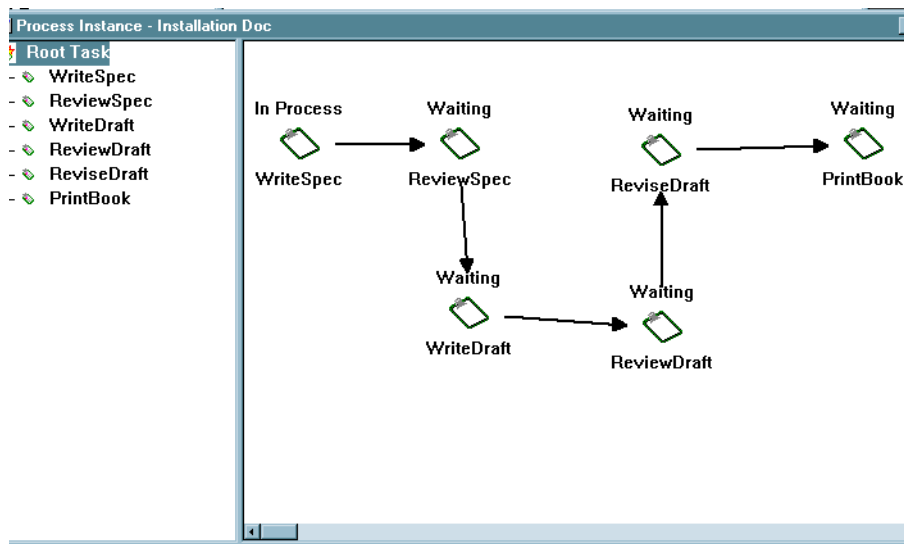 Process Instance - Installation Doc
Root Task
WriteSpec
ReviewSpec
WriteDraft
ReviewDraft
ReviseDraft
PrintBook
In Process
WriteSpec
Waiting
ReviewSpec
Waiting
WriteDraft
Waiting
ReviewDraft
Waiting
ReviseDraft
Waiting
PrintBook